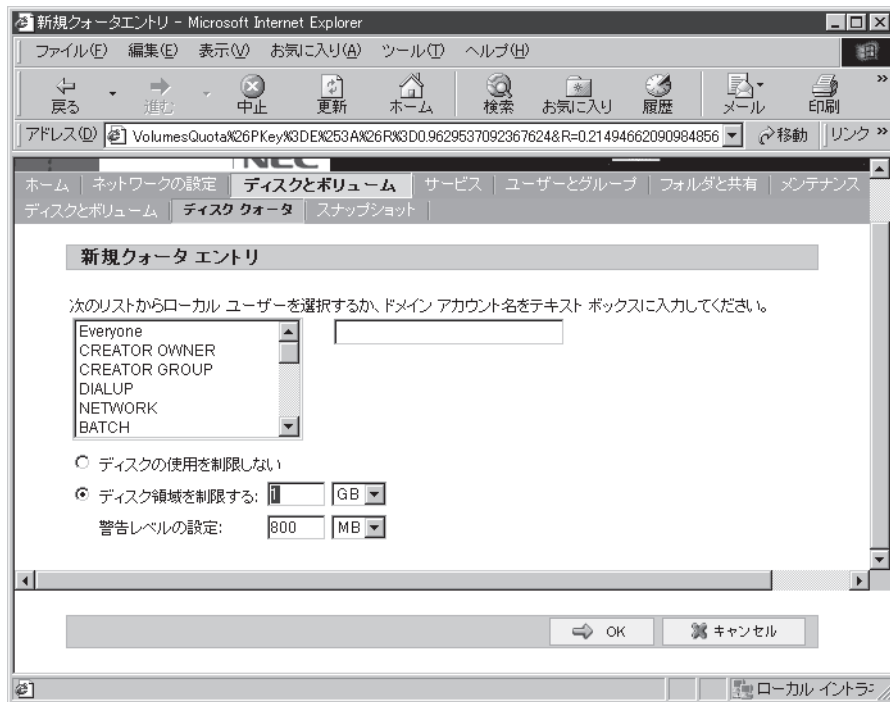 新規クォータエントリ - Microsoft Internet Explorer
ファイル(F) 編集(E) 表示(V) お気に入り(A) ツール(T) ヘルプ(H)
戻る 進む 中止 更新 ホーム 検索 お気に入り 履歴 メール 印刷 »
アドレス(D) VolumesQuota%26PKey%3DE%253A%26R%3D0.9629537092367624&R=0.21494662090984856 移動 リンク »
NEC
ホーム | ネットワークの設定 | ディスクとボリューム | サービス | ユーザーとグループ | フォルダと共有 | メンテナンス
ディスクとボリューム | ディスク クォータ | スナップショット |
新規クォータ エントリ
次のリストからローカル ユーザーを選択するか、ドメイン アカウント名をテキスト ボックスに入力してください。
Everyone
CREATOR OWNER
CREATOR GROUP
DIALUP
NETWORK
BATCH
ディスクの使用を制限しない
ディスク領域を制限する: 1 GB
警告レベルの設定: 800 MB
OK キャンセル
ローカル イントラ